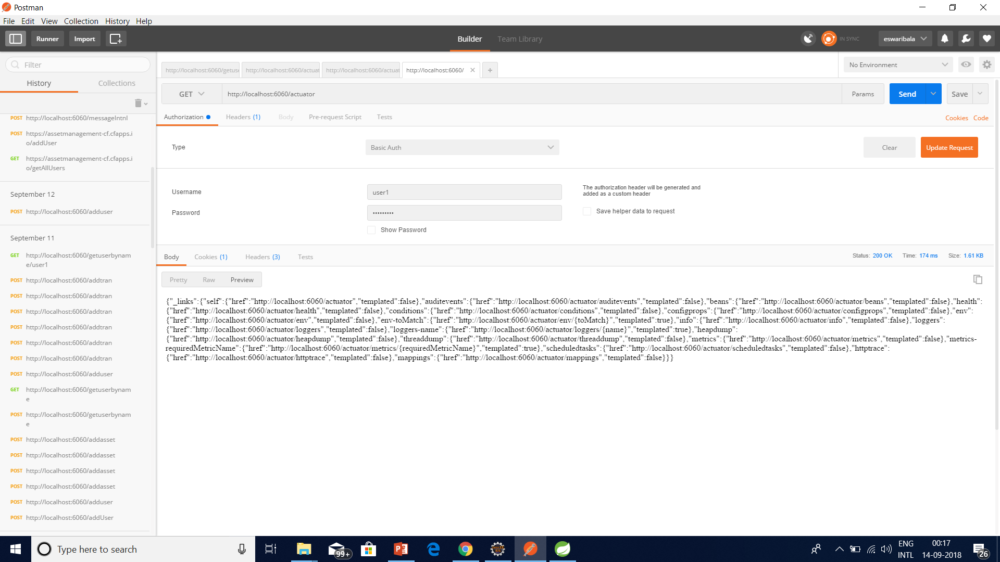 Postman
File Edit View Collection History Help
Runner Import Builder Team Library IN SYNC eswaribala
Filter
History Collections
POST http://localhost:6060/messageIntnl
POST https://assetmanagement-cf.cfapps.i
o/addUser
GET https://assetmanagement-cf.cfapps.i
o/getAllUsers
September 12
POST http://localhost:6060/adduser
September 11
GET http://localhost:6060/getuserbynam
e/user1
POST http://localhost:6060/addtran
POST http://localhost:6060/addtran
POST http://localhost:6060/addtran
POST http://localhost:6060/addtran
POST http://localhost:6060/addtran
POST http://localhost:6060/addtran
POST http://localhost:6060/adduser
GET http://localhost:6060/getuserbynam
e
POST http://localhost:6060/getuserbynam
e
POST http://localhost:6060/addasset
POST http://localhost:6060/addasset
POST http://localhost:6060/addasset
POST http://localhost:6060/addasset
POST http://localhost:6060/adduser
POST http://localhost:6060/addUser
http://localhost:6060/getuse http://localhost:6060/actuat http://localhost:6060/actuat http://localhost:6060/ No Environment
GET http://localhost:6060/actuator Params Send Save
Authorization Headers (1) Body Pre-request Script Tests Cookies Code
Type Basic Auth Clear Update Request
Username user1 The authorization header will be generated and
added as a custom header
Password ••••••••• Save helper data to request
Show Password
Body Cookies (1) Headers (3) Tests Status: 200 OK Time: 174 ms Size: 1.61 KB
Pretty Raw Preview
{"_links":{"self":{"href":"http://localhost:6060/actuator","templated":false},"auditevents":{"href":"http://localhost:6060/actuator/auditevents","templated":false},"beans":{"href":"http://localhost:6060/actuator/beans","templated":false},"health":
{"href":"http://localhost:6060/actuator/health","templated":false},"conditions":{"href":"http://localhost:6060/actuator/conditions","templated":false},"configprops":{"href":"http://localhost:6060/actuator/configprops","templated":false},"env":
{"href":"http://localhost:6060/actuator/env","templated":false},"env-toMatch":{"href":"http://localhost:6060/actuator/env/{toMatch}","templated":true},"info":{"href":"http://localhost:6060/actuator/info","templated":false},"loggers":
{"href":"http://localhost:6060/actuator/loggers","templated":false},"loggers-name":{"href":"http://localhost:6060/actuator/loggers/{name}","templated":true},"heapdump":
{"href":"http://localhost:6060/actuator/heapdump","templated":false},"threaddump":{"href":"http://localhost:6060/actuator/threaddump","templated":false},"metrics":{"href":"http://localhost:6060/actuator/metrics","templated":false},"metrics-
requiredMetricName":{"href":"http://localhost:6060/actuator/metrics/{requiredMetricName}","templated":true},"scheduledtasks":{"href":"http://localhost:6060/actuator/scheduledtasks","templated":false},"httptrace":
{"href":"http://localhost:6060/actuator/httptrace","templated":false},"mappings":{"href":"http://localhost:6060/actuator/mappings","templated":false}}}
Type here to search 99+ ENG 00:17
INTL 14-09-2018 26